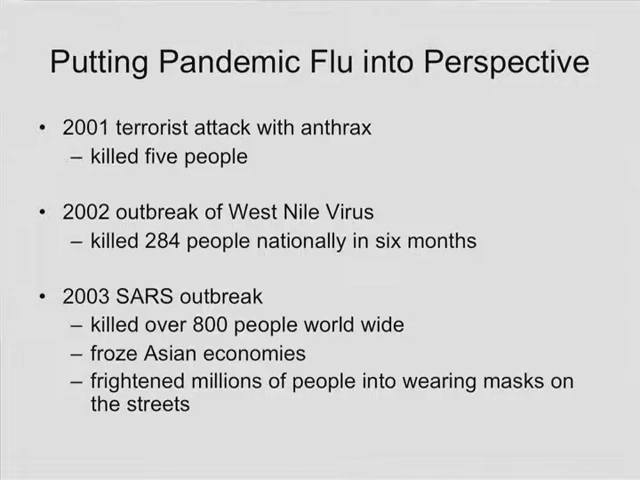 Putting Pandemic Flu into Perspective
• 2001 terrorist attack with anthrax
– killed five people
• 2002 outbreak of West Nile Virus
– killed 284 people nationally in six months
• 2003 SARS outbreak
– killed over 800 people world wide
– froze Asian economies
– frightened millions of people into wearing masks on
the streets